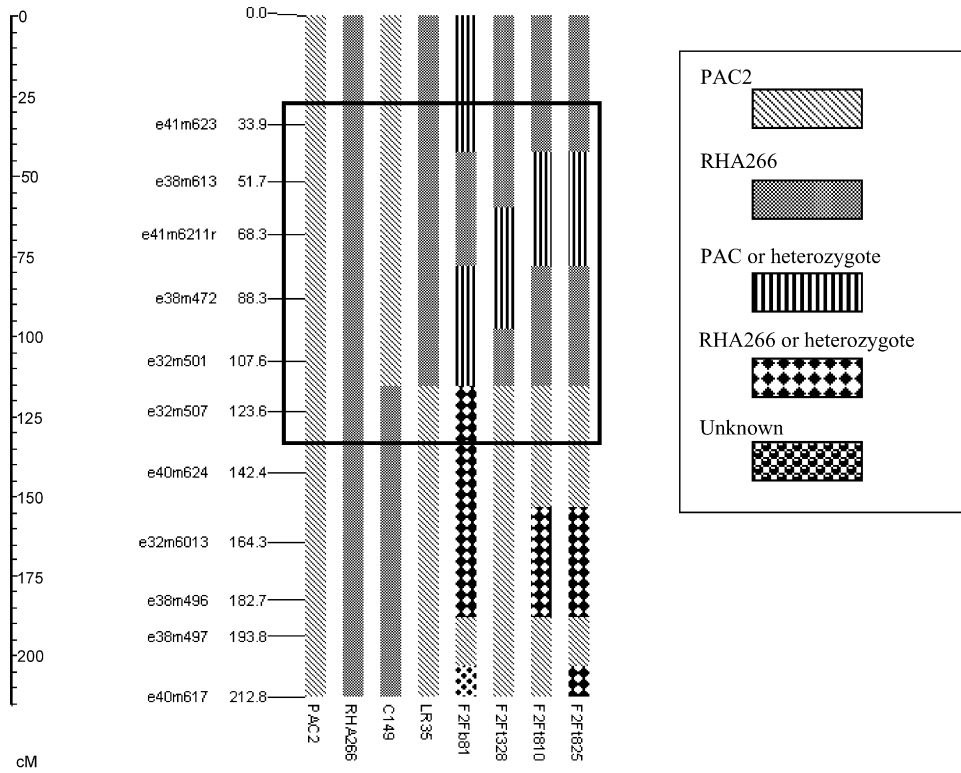 0
25
50
75
100
125
150
175
200
cM
0.0
e41m623 33.9
e38m613 51.7
e41m6211r 68.3
e38m472 88.3
e32m501 107.6
e32m507 123.6
e40m624 142.4
e32m6013 164.3
e38m496 182.7
e38m497 193.8
e40m617 212.8
PAC2
RHA266
C149
LR35
F2Fb81
F2Ft328
F2Ft810
F2Ft825
PAC2
RHA266
PAC or heterozygote
RHA266 or heterozygote
Unknown